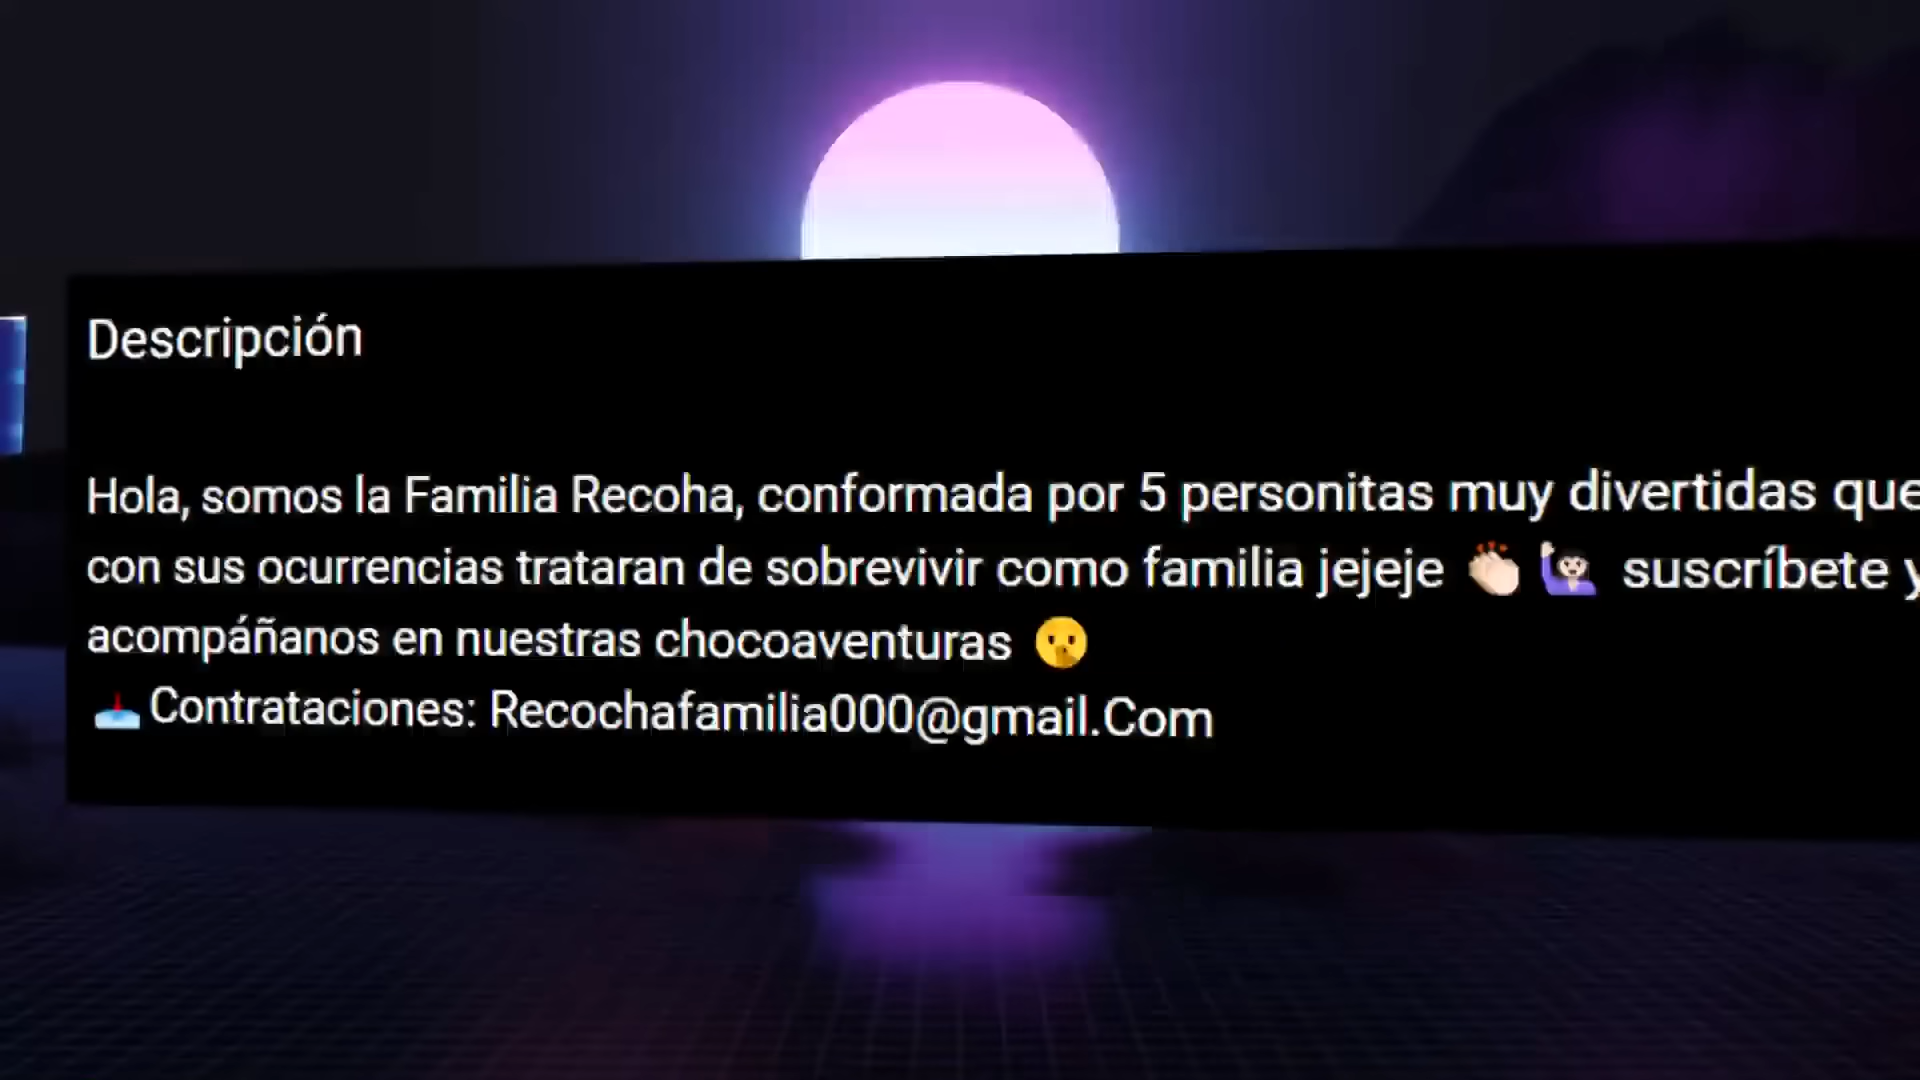 Descripción
Hola, somos la Familia Recoha, conformada por 5 personitas muy divertidas que
con sus ocurrencias trataran de sobrevivir como familia jejeje 👏🏻 🙋🏻‍♀️ suscríbete y
acompáñanos en nuestras chocoaventuras 🤫
📥Contrataciones: Recochafamilia000@gmail.Com